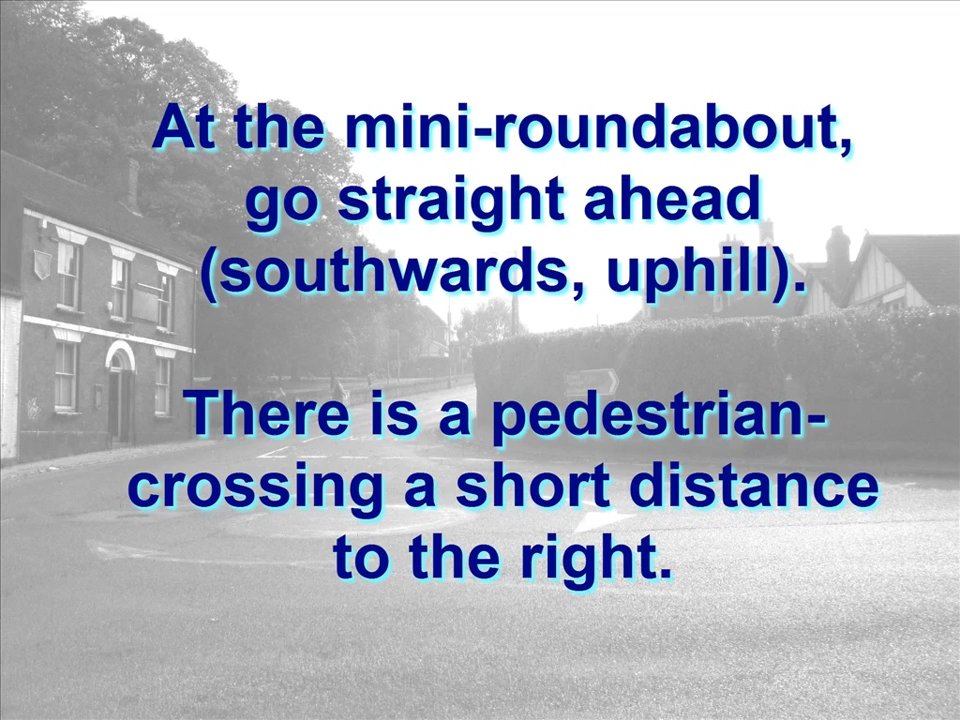 At the mini-roundabout,
go straight ahead
(southwards, uphill).
There is a pedestrian-
crossing a short distance
to the right.